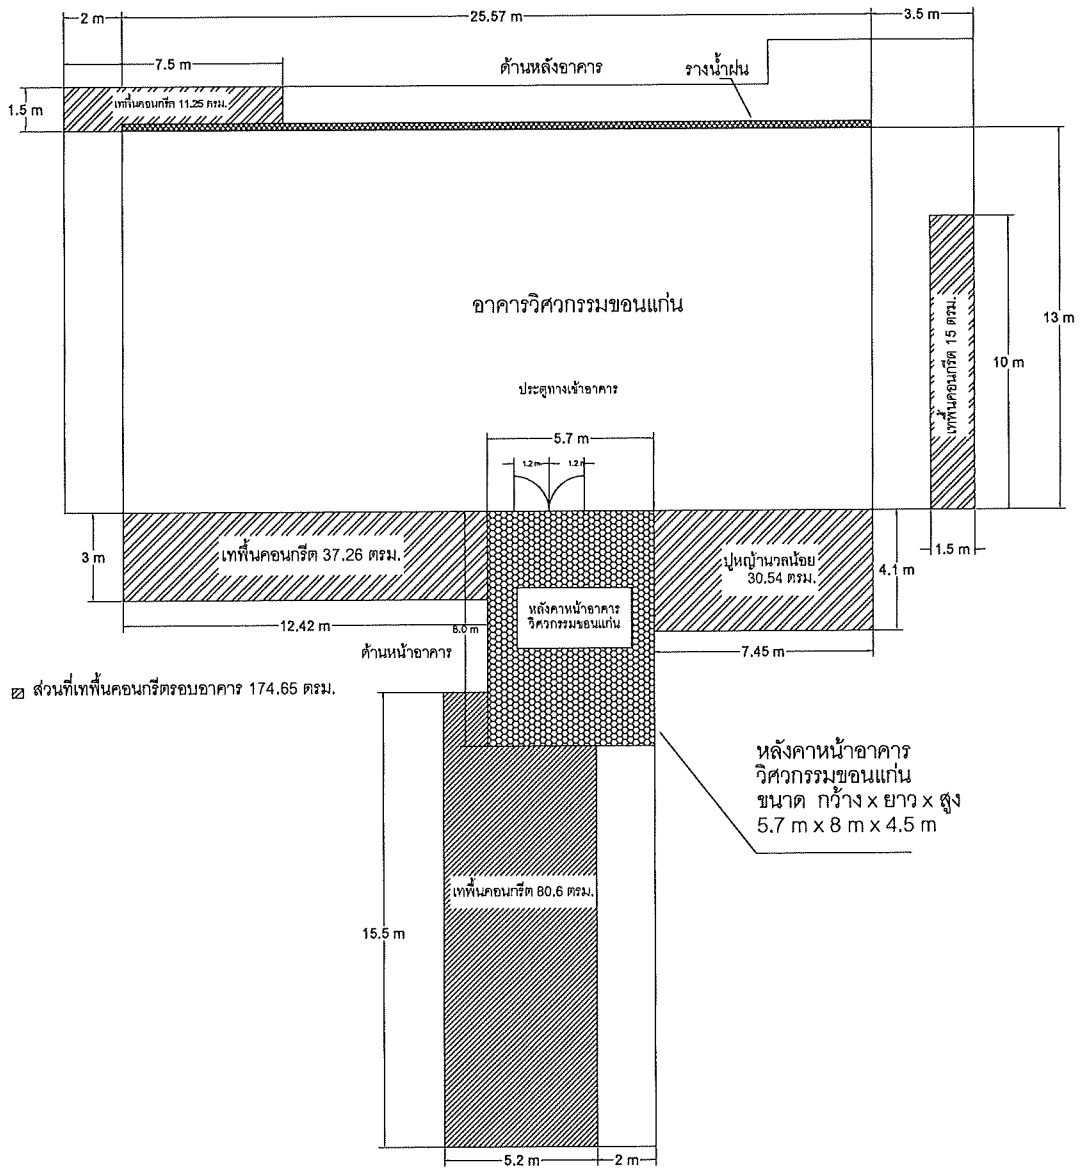 2 m
25.57 m
3.5 m
7.5 m
ด้านหลังอาคาร
รางน้ำฝน
1.5 m
เทพื้นคอนกรีต 11.25 ตรม.
อาคารวิศวกรรมขอนแก่น
13 m
10 m
เทพื้นคอนกรีต 15 ตรม.
ประตูทางเข้าอาคาร
5.7 m
1.2 m
1.2 m
3 m
เทพื้นคอนกรีต 37.26 ตรม.
ปูหญ้านวลน้อย
30.54 ตรม.
4.1 m
1.5 m
หลังคาหน้าอาคาร
วิศวกรรมขอนแก่น
12.42 m
8.0 m
7.45 m
ด้านหน้าอาคาร
ส่วนที่เทพื้นคอนกรีตรอบอาคาร 174.65 ตรม.
หลังคาหน้าอาคาร
วิศวกรรมขอนแก่น
ขนาด กว้าง x ยาว x สูง
5.7 m x 8 m x 4.5 m
เทพื้นคอนกรีต 80.6 ตรม.
15.5 m
5.2 m
2 m